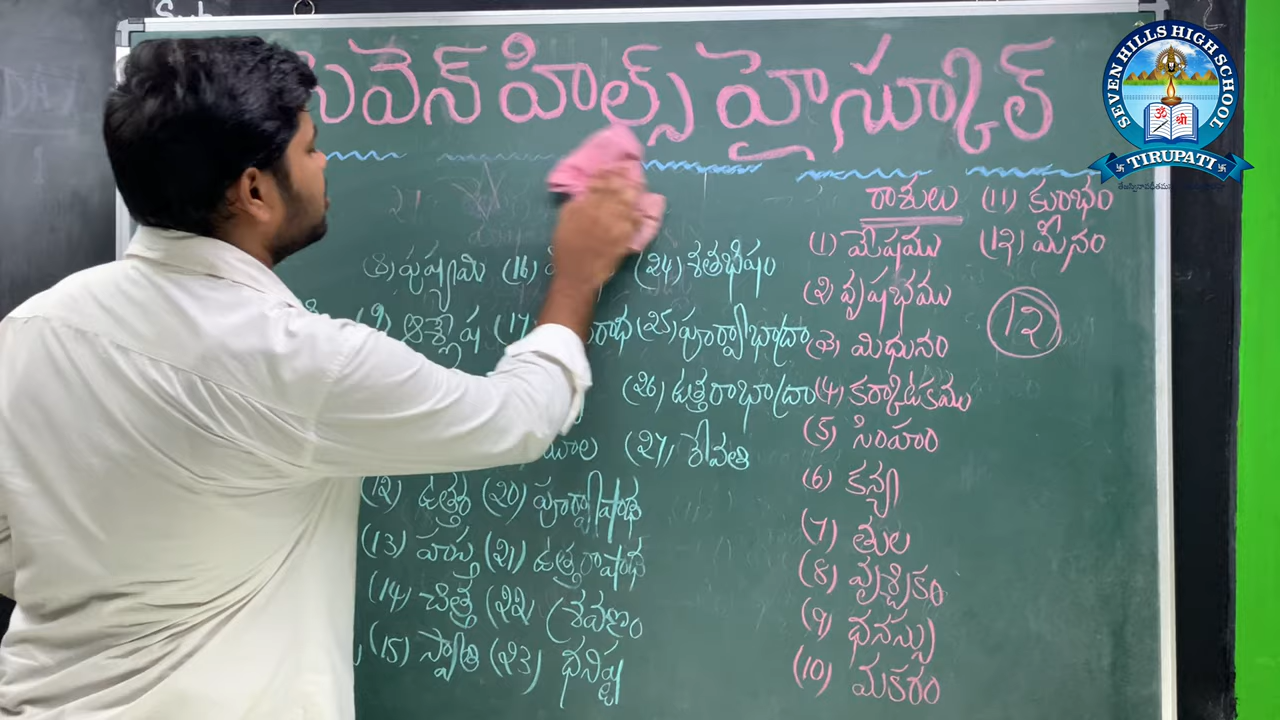 సెవెన్ హిల్స్ హైస్కూల్
SEVEN HILLS HIGH SCHOOL
TIRUPATI
21
రాశులు (11) కుంభం
(1) మేషము (12) మీనం
(8) పుష్యమి (16) (24) శతభిషం
(2) వృషభము
12
ఆశ్లేష (17) రాధ (25) పూర్వాభాద్రా
(3) మిధునం
(26) ఉత్తరాభాద్రా (4) కర్కాటకము
(27) రేవతి (5) సింహం
(6) కన్యా
(12) ఉత్తర (20) పూర్వాషాఢ
(7) తుల
(13) హస్త (21) ఉత్తరాషాఢ
(8) వృశ్చికం
(14) చిత్త (22) శ్రవణం
(9) ధనస్సు
(15) స్వాతి (23) ధనిష్ట
(10) మకరం